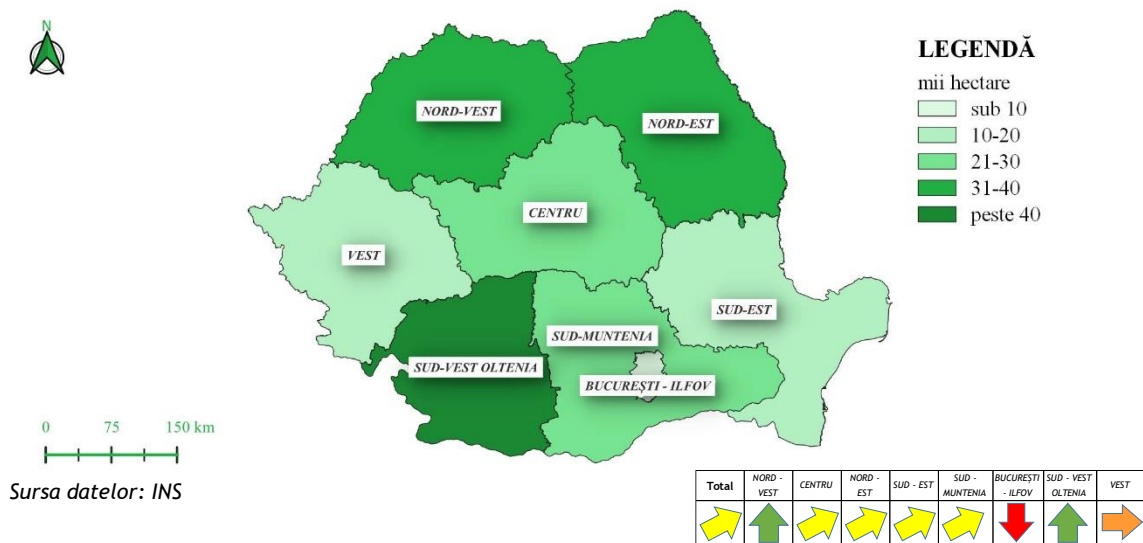 N
LEGENDĂ
mii hectare
sub 10
10-20
21-30
31-40
peste 40
NORD-VEST
NORD-EST
CENTRU
VEST
SUD-EST
SUD-MUNTENIA
SUD-VEST OLTENIA
BUCUREȘTI - ILFOV
0 75 150 km
Sursa datelor: INS
Total
NORD - VEST
CENTRU
NORD - EST
SUD - EST
SUD - MUNTENIA
BUCUREȘTI - ILFOV
SUD - VEST OLTENIA
VEST